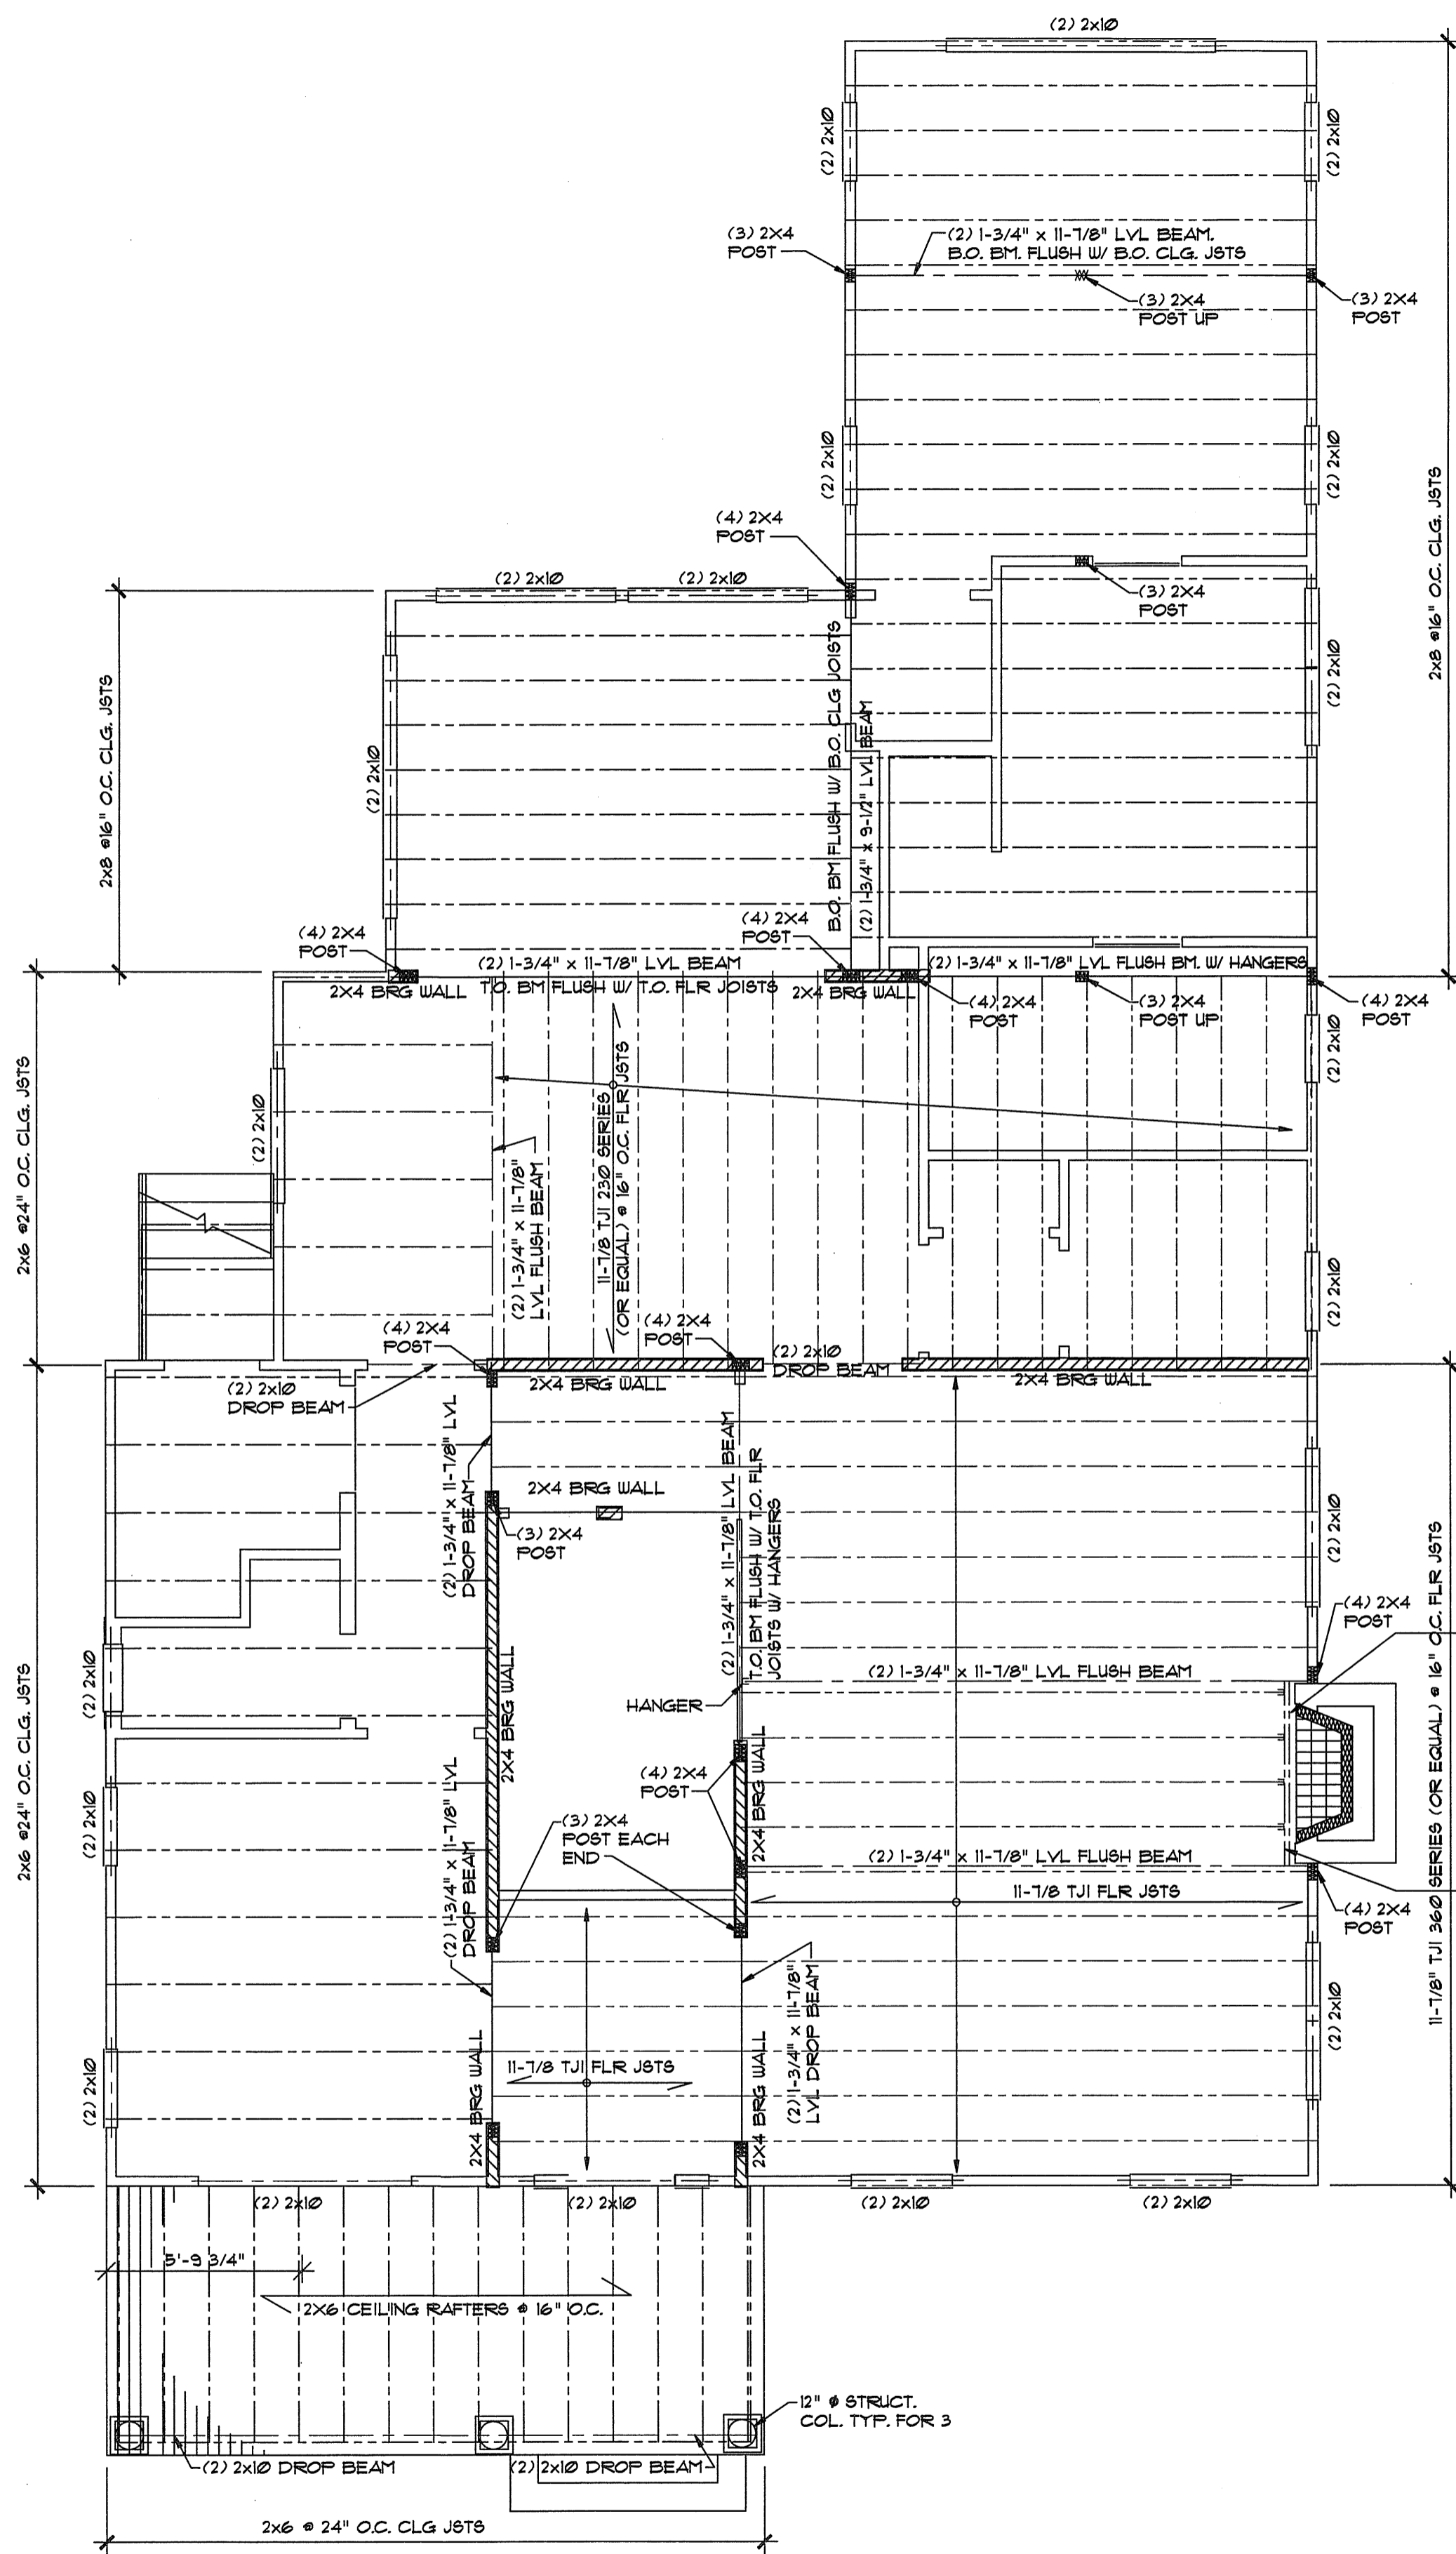 (2) 2x10
(2) 2x10
(2) 2x10
(3) 2X4
POST
(2) 1-3/4" x 11-7/8" LVL BEAM.
B.O. BM. FLUSH W/ B.O. CLG. JSTS
(3) 2X4
POST UP
(3) 2X4
POST
(2) 2x10
(2) 2x10
2x8 @16" O.C. CLG. JSTS
(4) 2X4
POST
(2) 2x10
(2) 2x10
(3) 2X4
POST
(2) 2x10
2x8 @16" O.C. CLG. JSTS
(2) 2x10
B.O. BM FLUSH W/ B.O. CLG JOISTS
(2) 1-3/4" x 9-1/2" LVL BEAM
(4) 2X4
POST
(4) 2X4
POST
(2) 1-3/4" x 11-7/8" LVL BEAM
T.O. BM FLUSH W/ T.O. FLR JOISTS
(2) 1-3/4" x 11-7/8" LVL FLUSH BM. W/ HANGERS
2X4 BRG WALL
2X4 BRG WALL
(4) 2X4
POST
(3) 2X4
POST UP
(4) 2X4
POST
2x6 @24" O.C. CLG. JSTS
(2) 2x10
(2) 2x10
(2) 1-3/4" x 11-7/8"
LVL FLUSH BEAM
11-7/8 TJI 230 SERIES
(OR EQUAL) @ 16" O.C. FLR JSTS
(2) 2x10
(4) 2X4
POST
(4) 2X4
POST
(2) 2x10
DROP BEAM
(2) 2x10
DROP BEAM
2X4 BRG WALL
2X4 BRG WALL
(2) 1-3/4" x 11-7/8" LVL
DROP BEAM
2X4 BRG WALL
(3) 2X4
POST
(2) 1-3/4" x 11-7/8" LVL BEAM
T.O. BM FLUSH W/ T.O. FLR
JOISTS W/ HANGERS
(2) 2x10
(4) 2X4
POST
11-7/8" TJI 360 SERIES (OR EQUAL) @ 16" O.C. FLR JSTS
2x6 @24" O.C. CLG. JSTS
(2) 2x10
2X4 BRG WALL
HANGER
(2) 1-3/4" x 11-7/8" LVL FLUSH BEAM
(4) 2X4
POST
2X4 BRG WALL
(2) 2x10
(2) 1-3/4" x 11-7/8" LVL
DROP BEAM
(3) 2X4
POST EACH
END
(2) 1-3/4" x 11-7/8" LVL FLUSH BEAM
11-7/8 TJI FLR JSTS
(4) 2X4
POST
(2) 2x10
(2) 2x10
11-7/8 TJI FLR JSTS
(2) 1-3/4" x 11-7/8"
LVL DROP BEAM
2X4 BRG WALL
2X4 BRG WALL
(2) 2x10
(2) 2x10
(2) 2x10
(2) 2x10
5'-9 3/4"
2X6 CEILING RAFTERS @ 16" O.C.
12" Ø STRUCT.
COL. TYP. FOR 3
(2) 2x10 DROP BEAM
(2) 2x10 DROP BEAM
2x6 @ 24" O.C. CLG JSTS